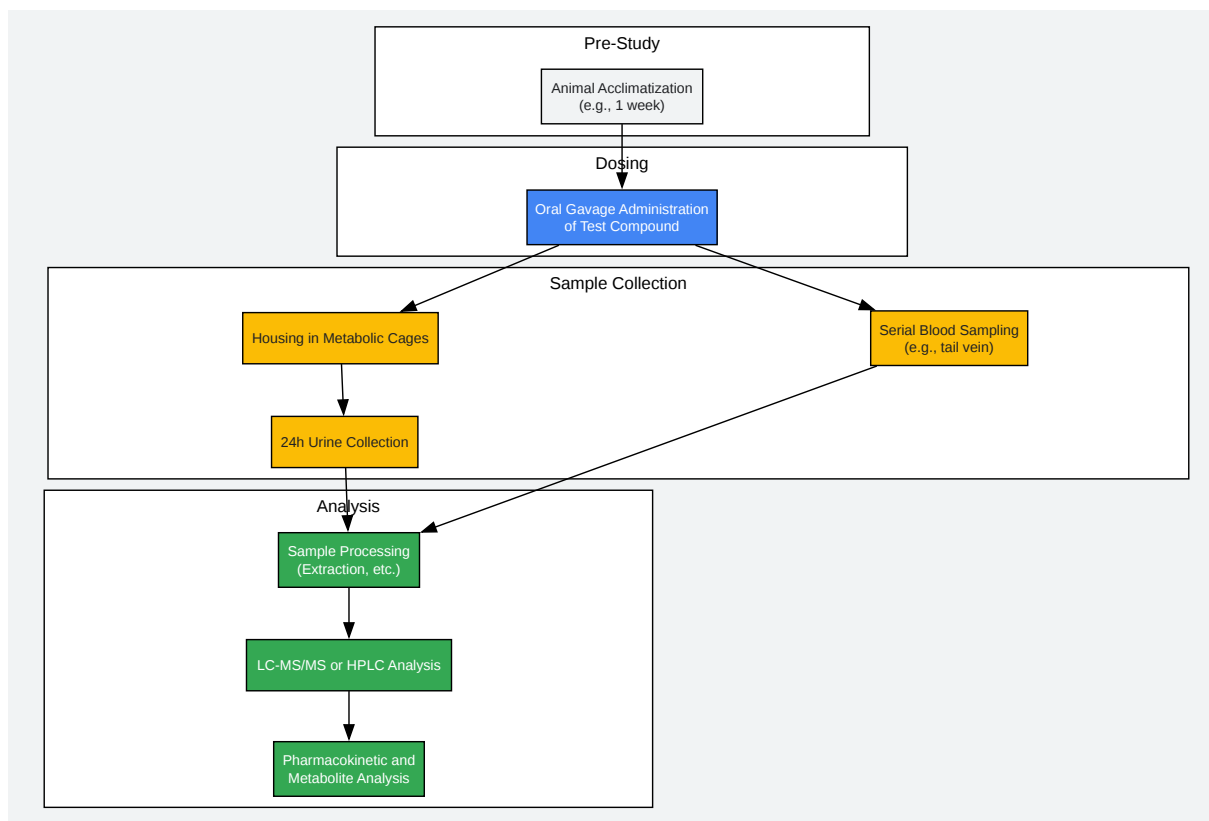 Pre-Study
Animal Acclimatization
(e.g., 1 week)
Dosing
Oral Gavage Administration
of Test Compound
Sample Collection
Housing in Metabolic Cages
Serial Blood Sampling
(e.g., tail vein)
24h Urine Collection
Analysis
Sample Processing
(Extraction, etc.)
LC-MS/MS or HPLC Analysis
Pharmacokinetic and
Metabolite Analysis